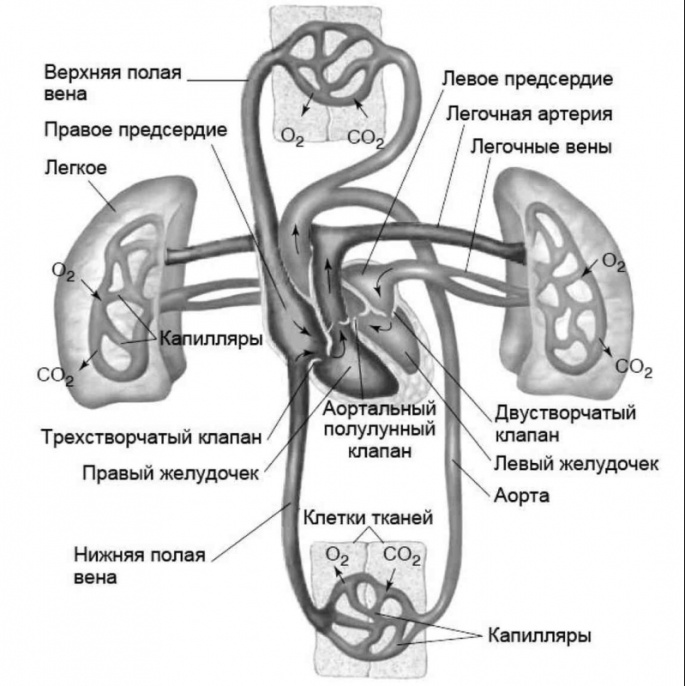 Верхняя полая
вена
Правое предсердие
Легкое
O2
CO2
Левое предсердие
Легочная артерия
Легочные вены
O2
CO2
Капилляры
O2
CO2
Трехстворчатый клапан
Правый желудочек
Аортальный
полулунный
клапан
Двустворчатый
клапан
Левый желудочек
Аорта
Клетки тканей
O2
CO2
Нижняя полая
вена
Капилляры